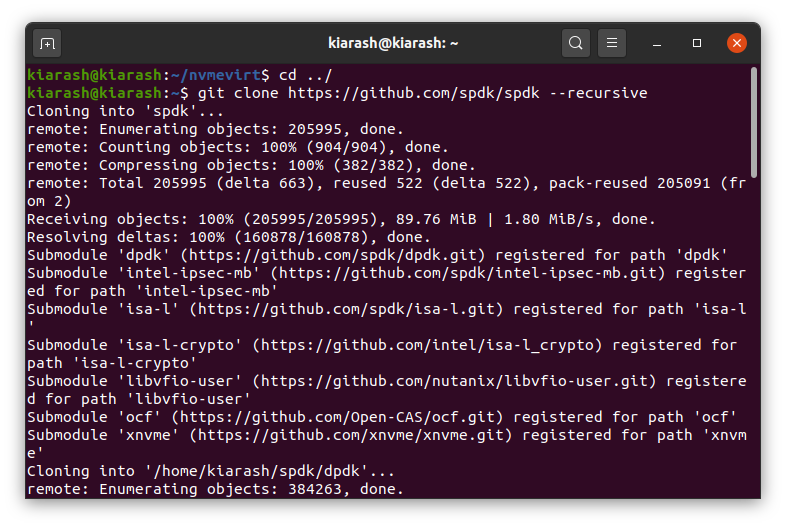 kiarash@kiarash: ~
kiarash@kiarash:~/nvmevirt$ cd ../
kiarash@kiarash:~$ git clone https://github.com/spdk/spdk --recursive
Cloning into 'spdk'...
remote: Enumerating objects: 205995, done.
remote: Counting objects: 100% (904/904), done.
remote: Compressing objects: 100% (382/382), done.
remote: Total 205995 (delta 663), reused 522 (delta 522), pack-reused 205091 (fr
om 2)
Receiving objects: 100% (205995/205995), 89.76 MiB | 1.80 MiB/s, done.
Resolving deltas: 100% (160878/160878), done.
Submodule 'dpdk' (https://github.com/spdk/dpdk.git) registered for path 'dpdk'
Submodule 'intel-ipsec-mb' (https://github.com/spdk/intel-ipsec-mb.git) register
ed for path 'intel-ipsec-mb'
Submodule 'isa-l' (https://github.com/spdk/isa-l.git) registered for path 'isa-l
'
Submodule 'isa-l-crypto' (https://github.com/intel/isa-l_crypto) registered for
path 'isa-l-crypto'
Submodule 'libvfio-user' (https://github.com/nutanix/libvfio-user.git) registere
d for path 'libvfio-user'
Submodule 'ocf' (https://github.com/Open-CAS/ocf.git) registered for path 'ocf'
Submodule 'xnvme' (https://github.com/xnvme/xnvme.git) registered for path 'xnvm
e'
Cloning into '/home/kiarash/spdk/dpdk'...
remote: Enumerating objects: 384263, done.